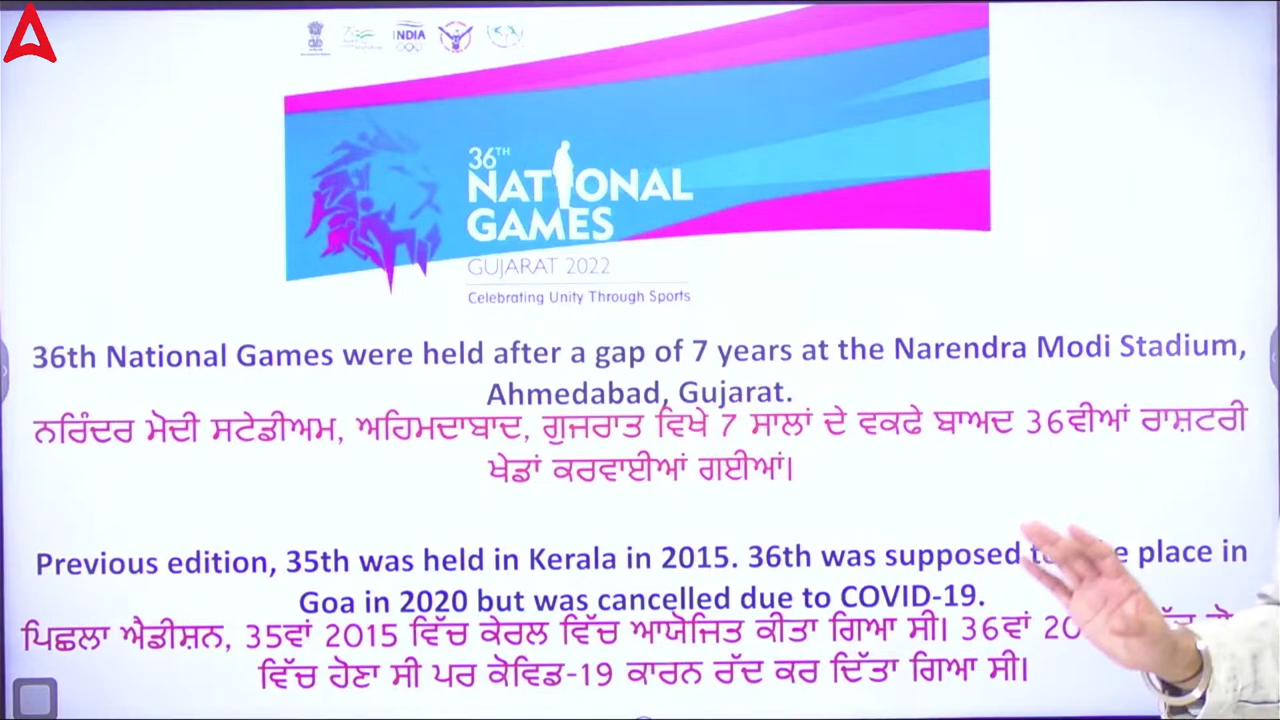 INDIA
36TH
NATIONAL
GAMES
GUJARAT 2022
Celebrating Unity Through Sports
36th National Games were held after a gap of 7 years at the Narendra Modi Stadium,
Ahmedabad, Gujarat.
ਨਰਿੰਦਰ ਮੋਦੀ ਸਟੇਡੀਅਮ, ਅਹਿਮਦਾਬਾਦ, ਗੁਜਰਾਤ ਵਿਖੇ 7 ਸਾਲਾਂ ਦੇ ਵਕਫੇ ਬਾਅਦ 36ਵੀਆਂ ਰਾਸ਼ਟਰੀ
ਖੇਡਾਂ ਕਰਵਾਈਆਂ ਗਈਆਂ।
Previous edition, 35th was held in Kerala in 2015. 36th was supposed place in
Goa in 2020 but was cancelled due to COVID-19.
ਪਿਛਲਾ ਐਡੀਸ਼ਨ, 35ਵਾਂ 2015 ਵਿੱਚ ਕੇਰਲ ਵਿੱਚ ਆਯੋਜਿਤ ਕੀਤਾ ਗਿਆ ਸੀ। 36ਵਾਂ
ਵਿੱਚ ਹੋਣਾ ਸੀ ਪਰ ਕੋਵਿਡ-19 ਕਾਰਨ ਰੱਦ ਕਰ ਦਿੱਤਾ ਗਿਆ ਸੀ।